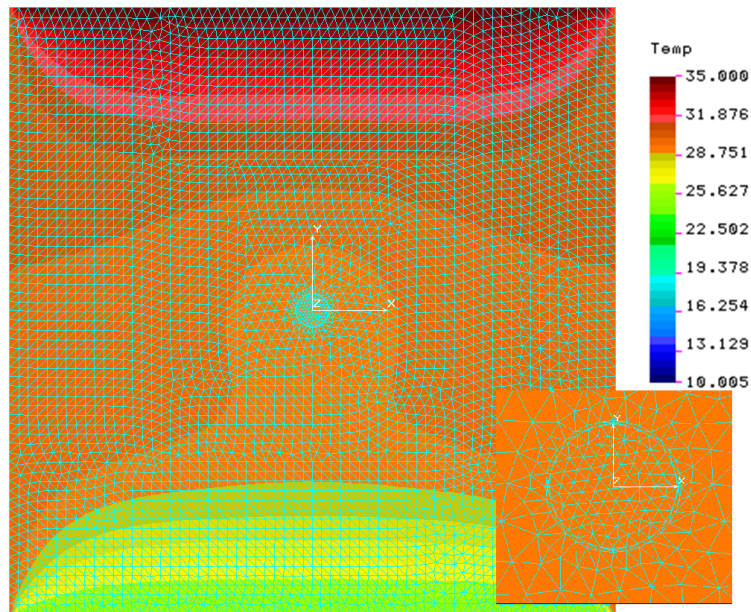 Temp
35.000
31.876
28.751
25.627
22.502
19.378
16.254
13.129
10.005
Y
Z
X
Y
Z
X